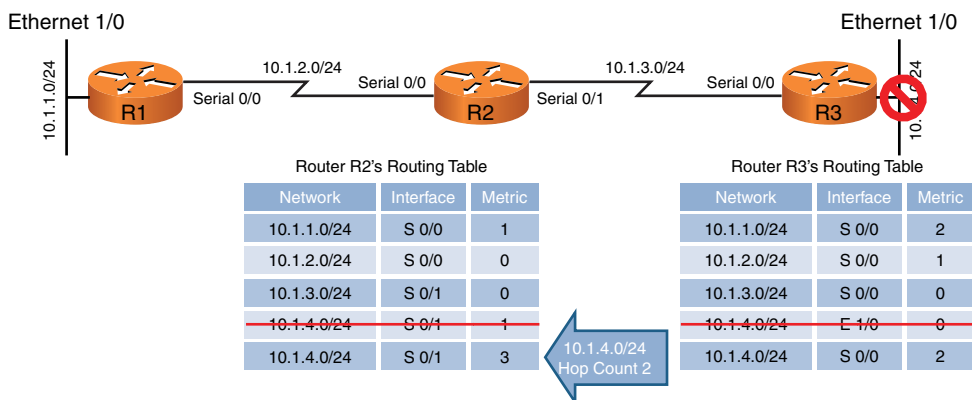 Ethernet 1/0
Ethernet 1/0
10.1.1.0/24
R1
Serial 0/0
10.1.2.0/24
Serial 0/0
R2
Serial 0/1
10.1.3.0/24
Serial 0/0
R3
10.1.4.0/24
Router R2's Routing Table
Network Interface Metric
10.1.1.0/24 S 0/0 1
10.1.2.0/24 S 0/0 0
10.1.3.0/24 S 0/1 0
10.1.4.0/24 S 0/1 1
10.1.4.0/24 S 0/1 3
10.1.4.0/24
Hop Count 2
Router R3's Routing Table
Network Interface Metric
10.1.1.0/24 S 0/0 2
10.1.2.0/24 S 0/0 1
10.1.3.0/24 S 0/0 0
10.1.4.0/24 E 1/0 0
10.1.4.0/24 S 0/0 2